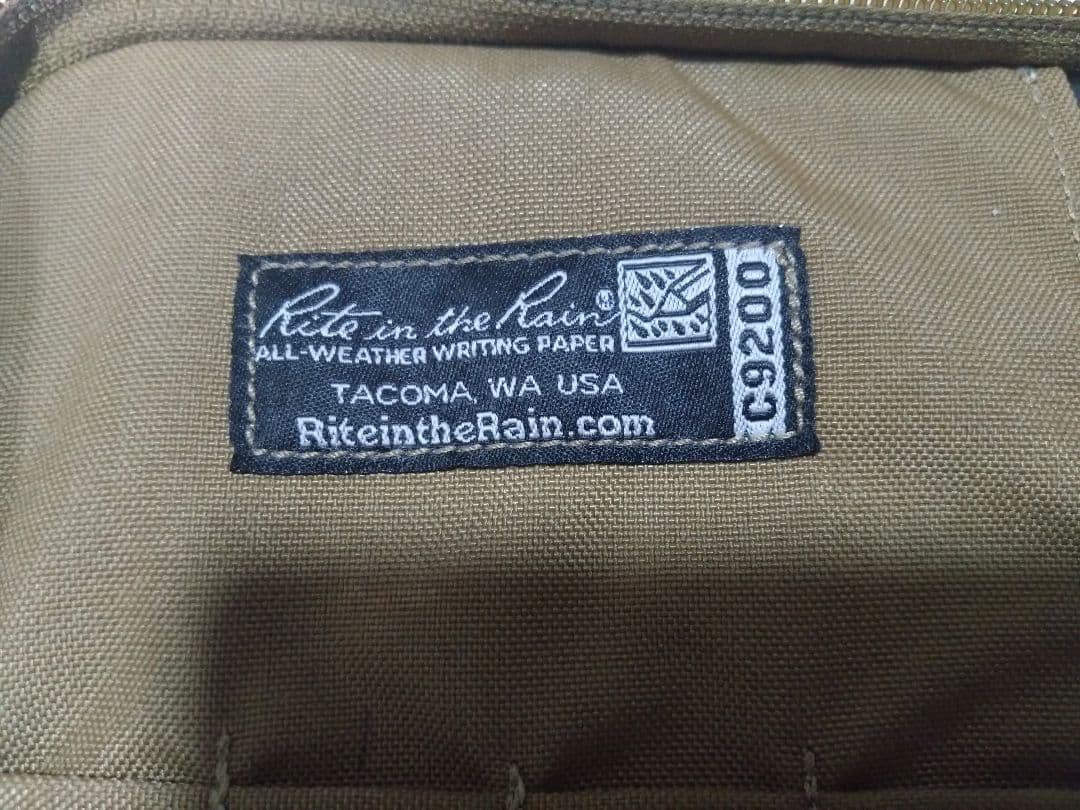 Rite in the Rain®
ALL-WEATHER WRITING PAPER
TACOMA, WA USA
RiteintheRain.com
C9200